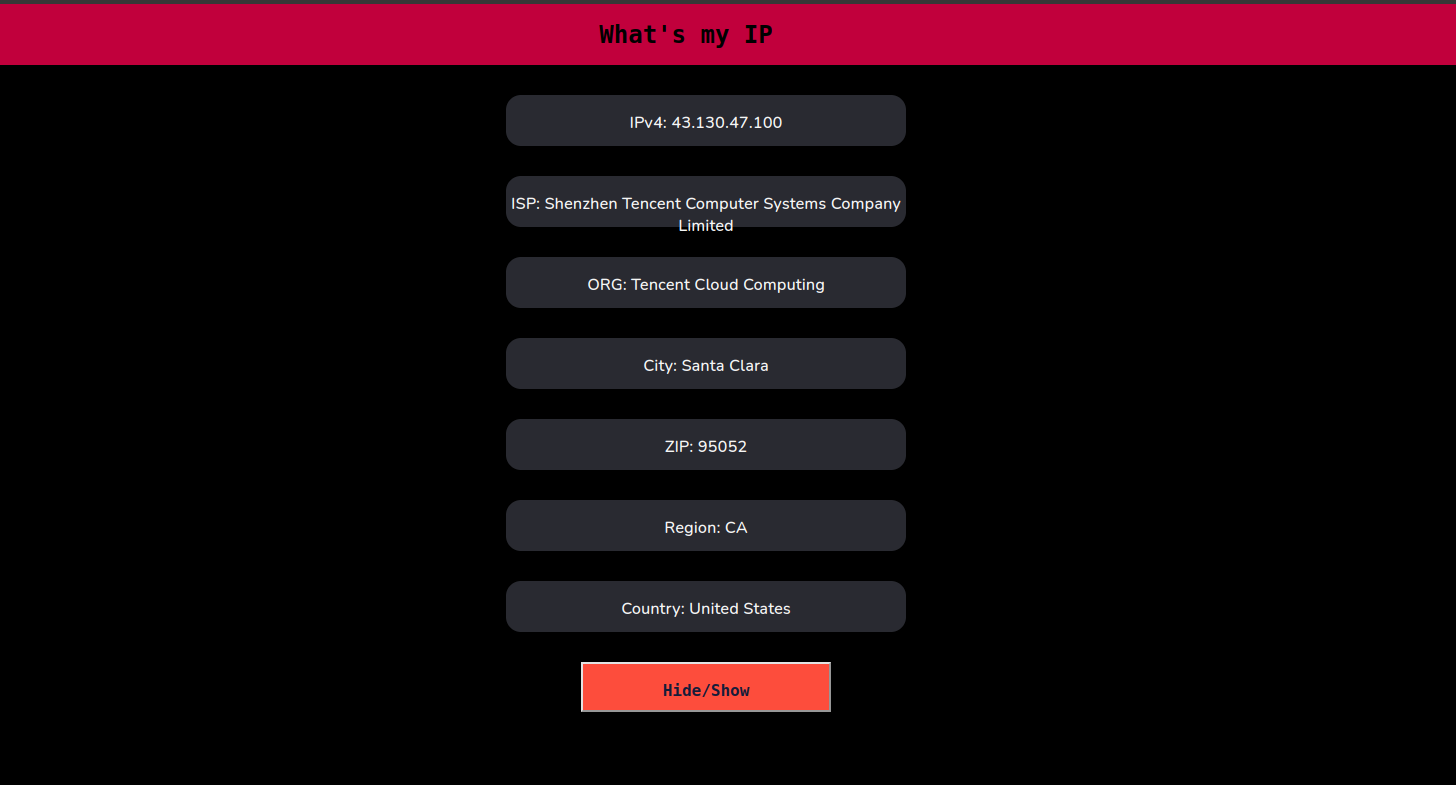 What's my IP
IPv4: 43.130.47.100
ISP: Shenzhen Tencent Computer Systems Company
Limited
ORG: Tencent Cloud Computing
City: Santa Clara
ZIP: 95052
Region: CA
Country: United States
Hide/Show